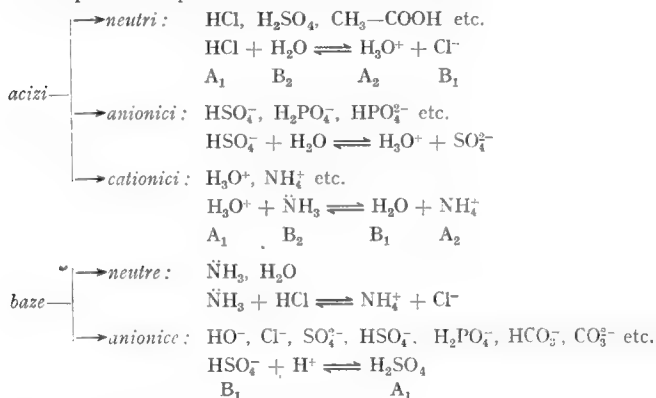 neutri: HCl, H₂SO₄, CH₃—COOH etc.
HCl + H₂O ⇌ H₃O⁺ + Cl⁻
A₁ B₂ A₂ B₁
acizi
anionici: HSO₄⁻, H₂PO₄⁻, HPO₄²⁻ etc.
HSO₄⁻ + H₂O ⇌ H₃O⁺ + SO₄²⁻
cationici: H₃O⁺, NH₄⁺ etc.
H₃O⁺ + N̈H₃ ⇌ H₂O + NH₄⁺
A₁ B₂ B₁ A₂
neutre: N̈H₃, H₂O
N̈H₃ + HCl ⇌ NH₄⁺ + Cl⁻
baze
anionice: HO⁻, Cl⁻, SO₄²⁻, HSO₄⁻, H₂PO₄⁻, HCO₃⁻, CO₃²⁻ etc.
HSO₄⁻ + H⁺ ⇌ H₂SO₄
B₁ A₁